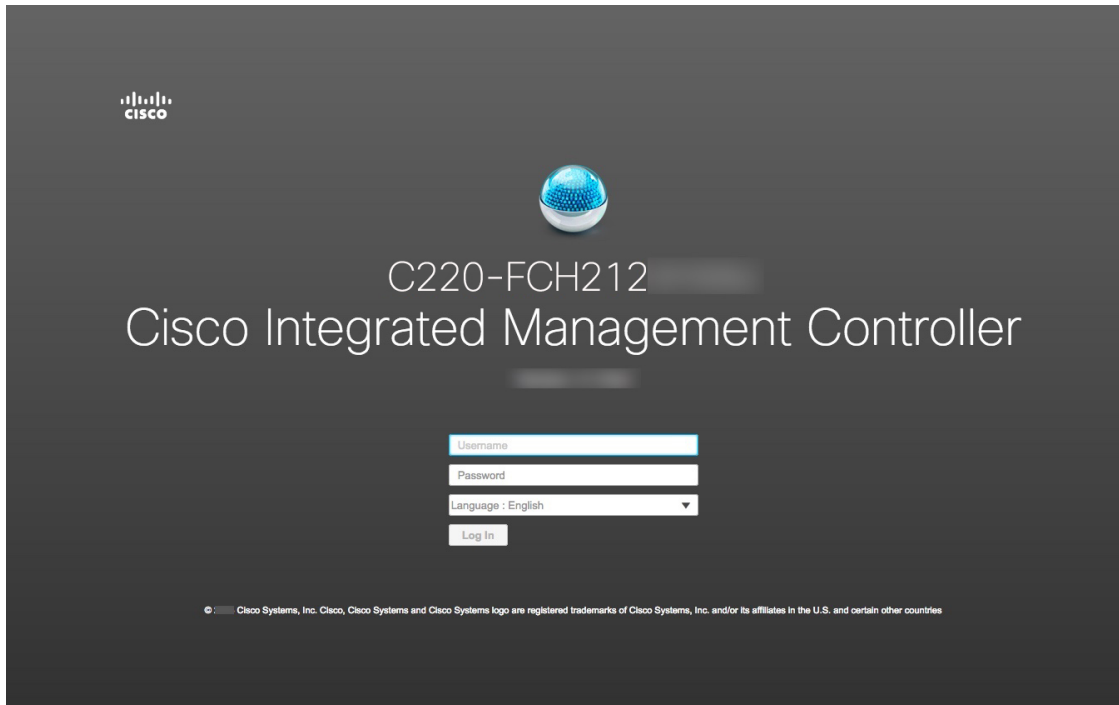 CISCO
C220-FCH212
Cisco Integrated Management Controller
Username
Password
Language : English
Log In
© Cisco Systems, Inc. Cisco, Cisco Systems and Cisco Systems logo are registered trademarks of Cisco Systems, Inc. and/or its affiliates in the U.S. and certain other countries